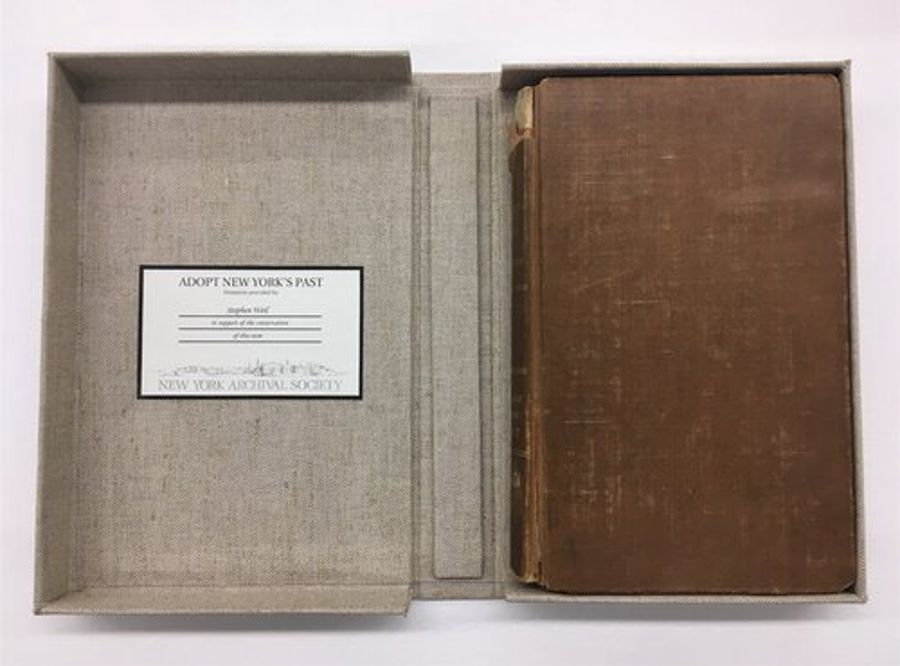 ADOPT NEW YORK'S PAST
Donation provided by
Stephen Weil
in support of the conservation
of this item
NEW YORK ARCHIVAL SOCIETY